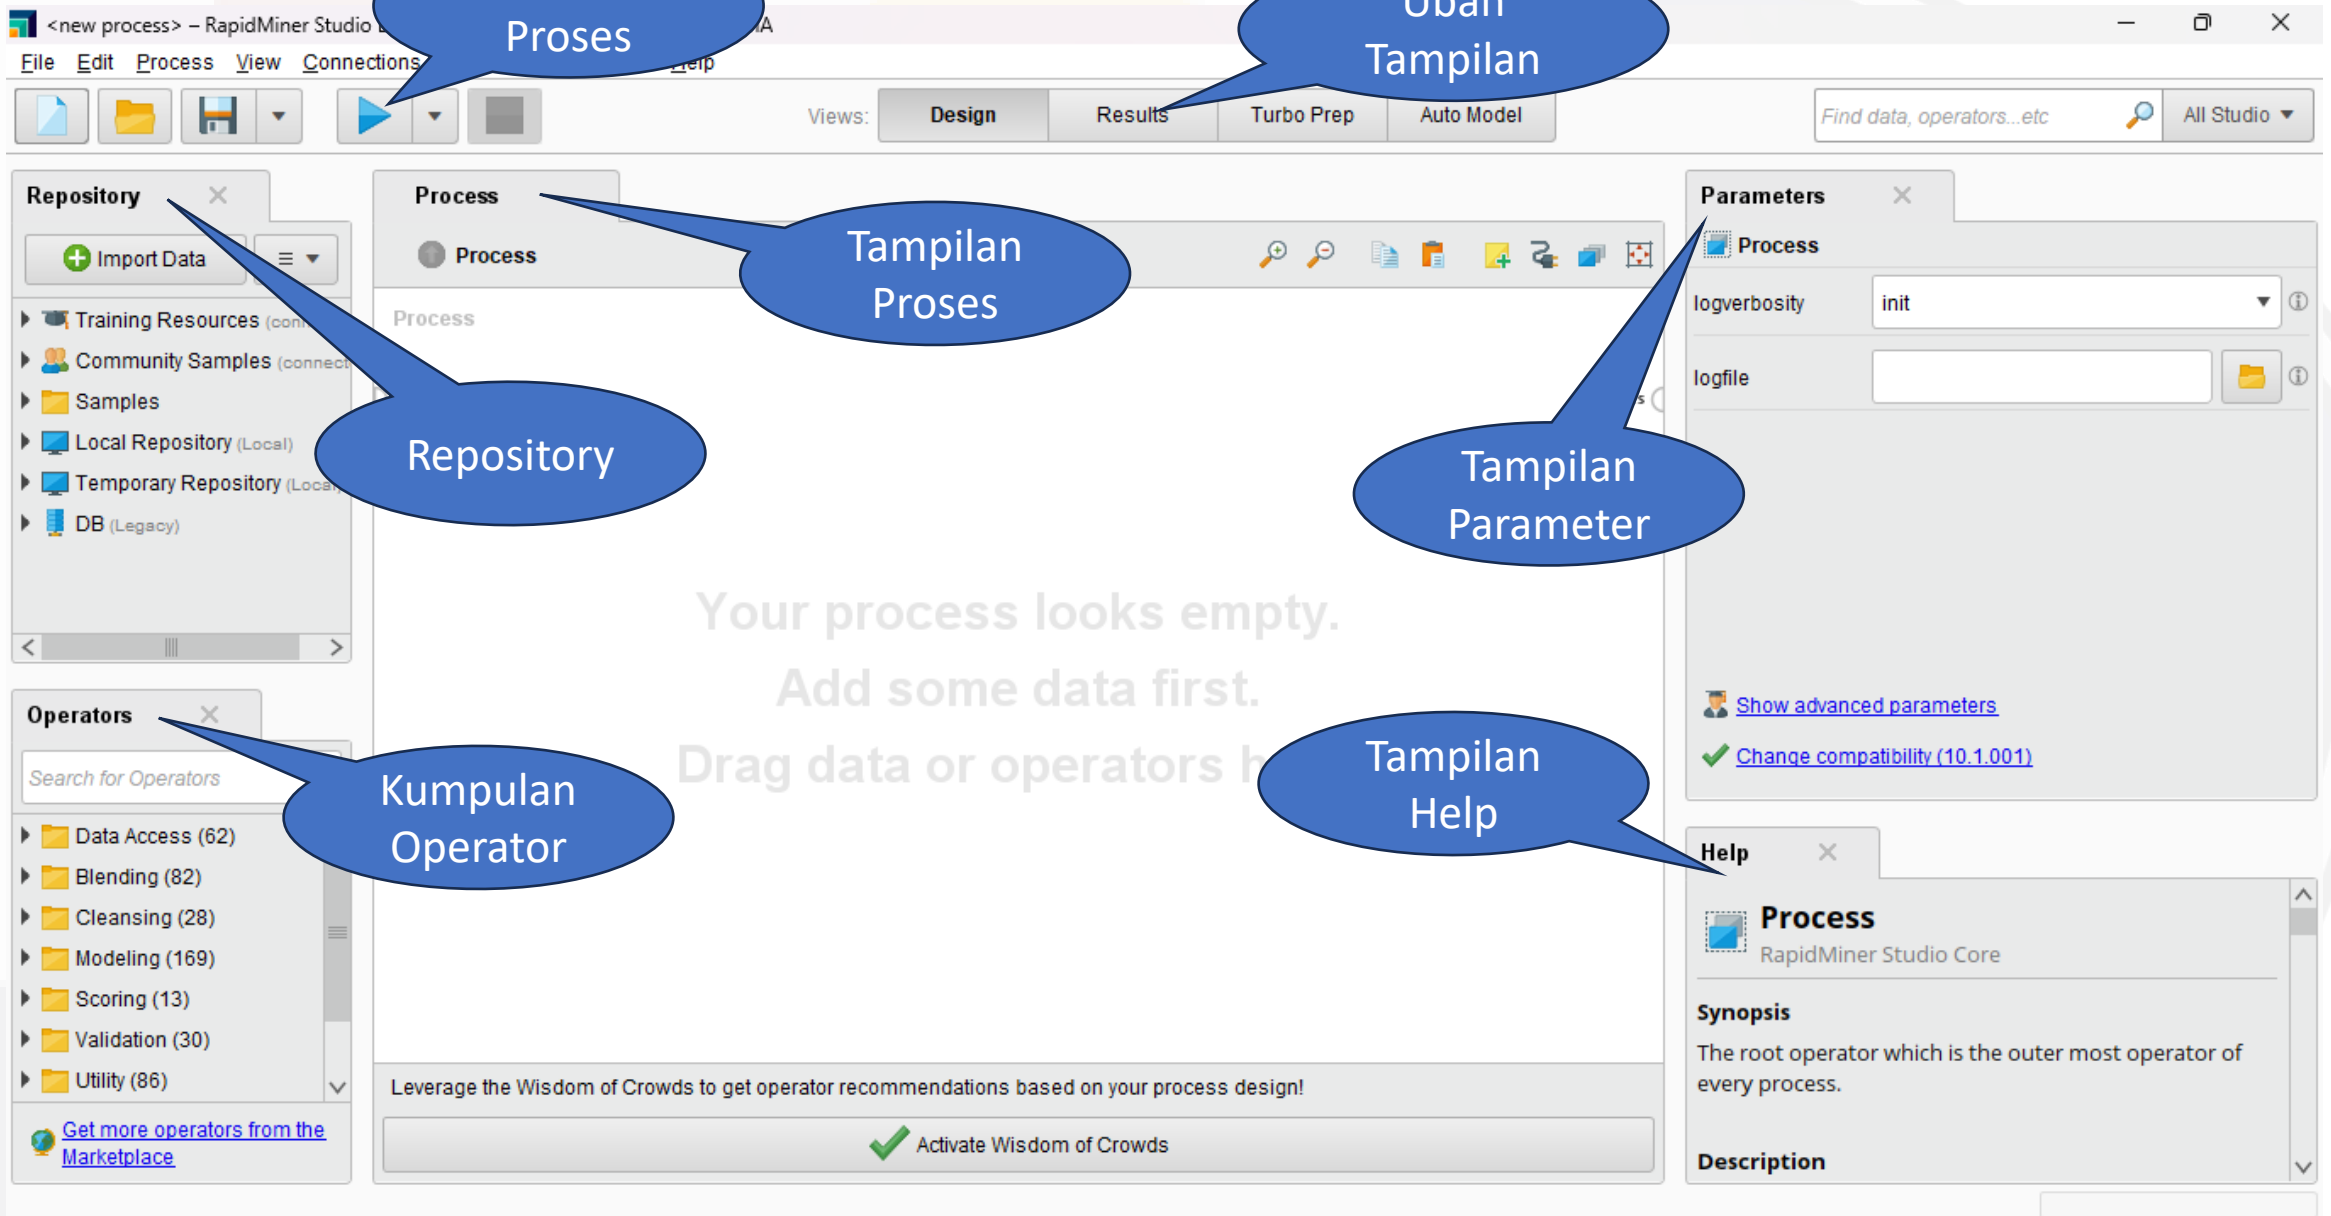 <new process> – RapidMiner Studio
Proses
Ubah
Tampilan
File Edit Process View Connections Help
Views: Design Results Turbo Prep Auto Model
Find data, operators...etc All Studio
Repository
Import Data
Training Resources
Community Samples (connect
Samples
Local Repository (Local)
Temporary Repository (Local)
DB (Legacy)
Repository
Operators
Search for Operators
Kumpulan
Operator
Data Access (62)
Blending (82)
Cleansing (28)
Modeling (169)
Scoring (13)
Validation (30)
Utility (86)
Get more operators from the
Marketplace
Process
Process
Tampilan
Proses
Process
Your process looks empty.
Add some data first.
Drag data or operators
Leverage the Wisdom of Crowds to get operator recommendations based on your process design!
Activate Wisdom of Crowds
Parameters
Process
logverbosity init
logfile
Tampilan
Parameter
Show advanced parameters
Change compatibility (10.1.001)
Tampilan
Help
Help
Process
RapidMiner Studio Core
Synopsis
The root operator which is the outer most operator of
every process.
Description